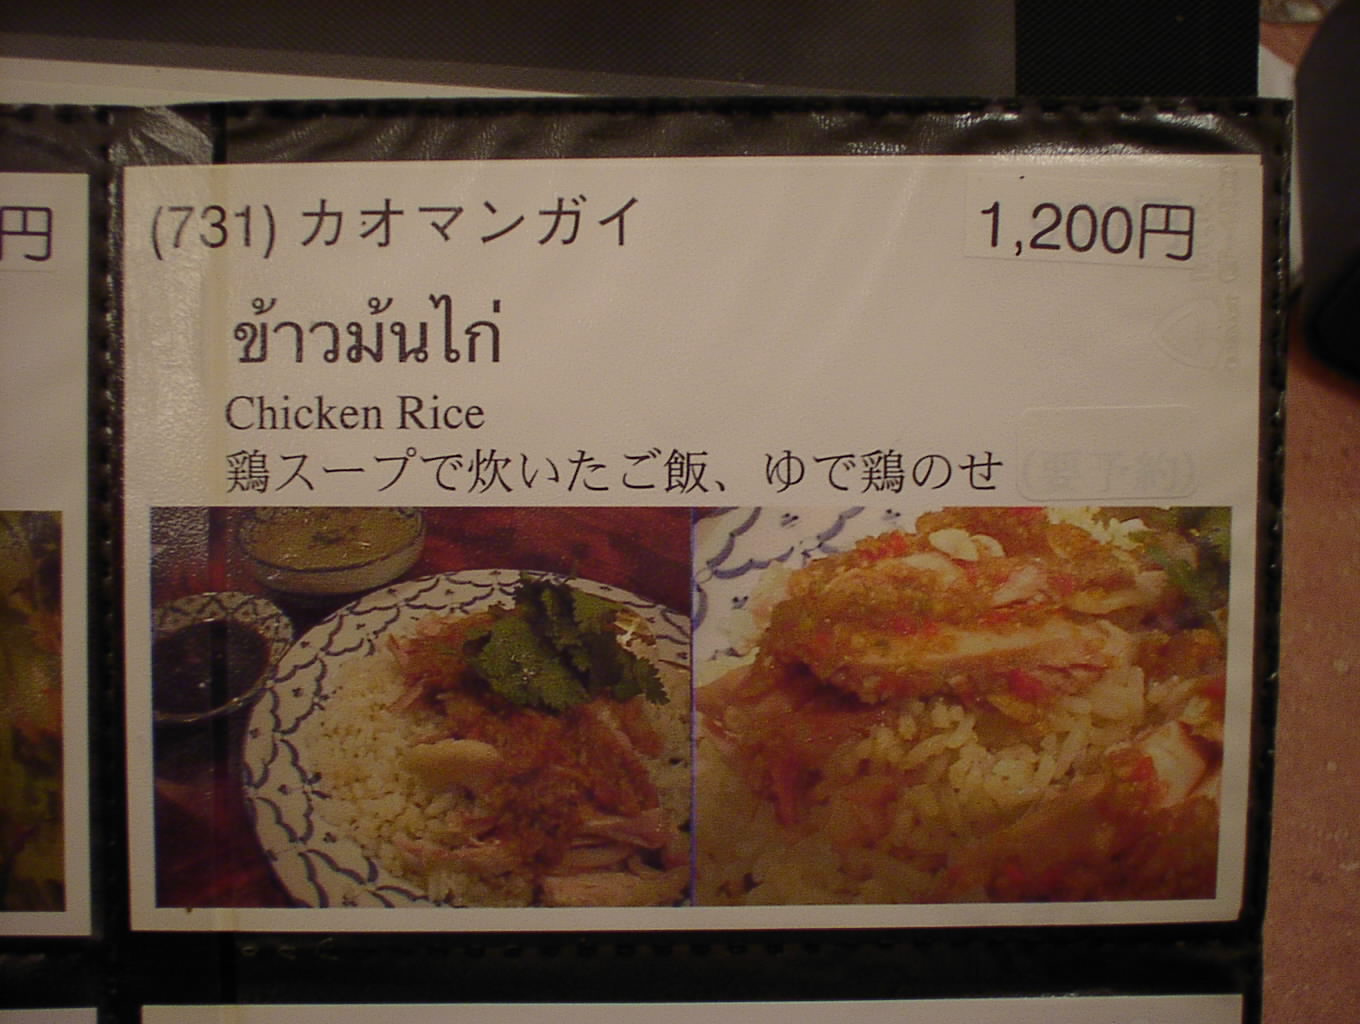 円
(731) カオマンガイ 1,200円
ข้าวม้นไก่
Chicken Rice
鶏スープで炊いたご飯、ゆで鶏のせ